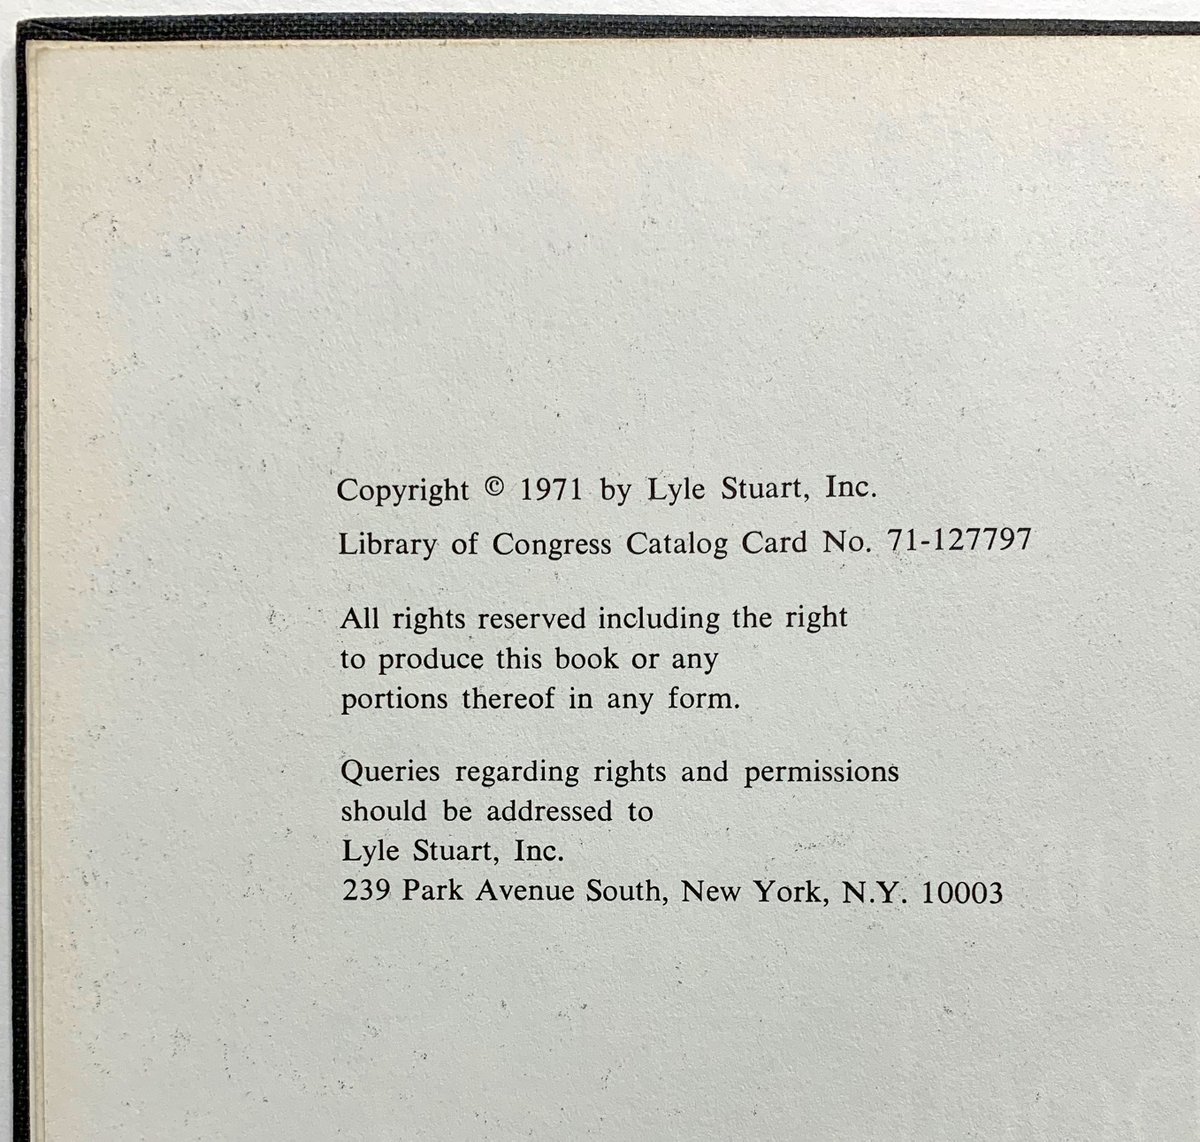 Copyright © 1971 by Lyle Stuart, Inc.
Library of Congress Catalog Card No. 71-127797
All rights reserved including the right
to produce this book or any
portions thereof in any form.
Queries regarding rights and permissions
should be addressed to
Lyle Stuart, Inc.
239 Park Avenue South, New York, N.Y. 10003